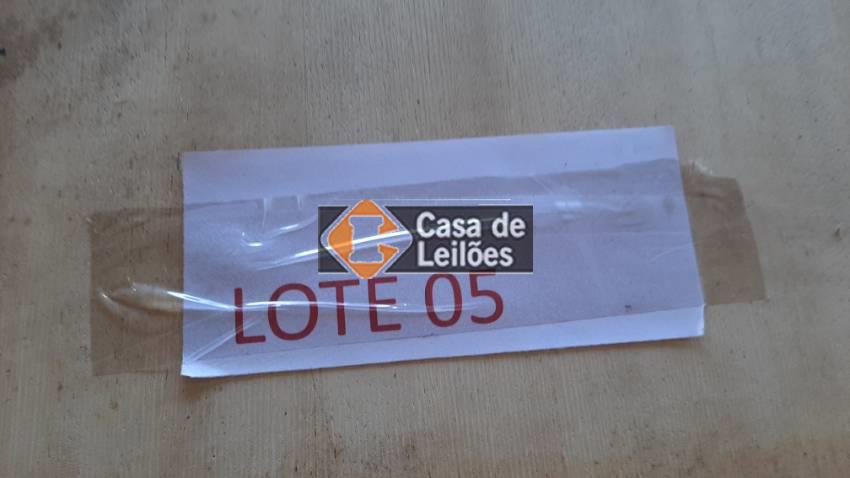 Casa de
Leilões
LOTE 05